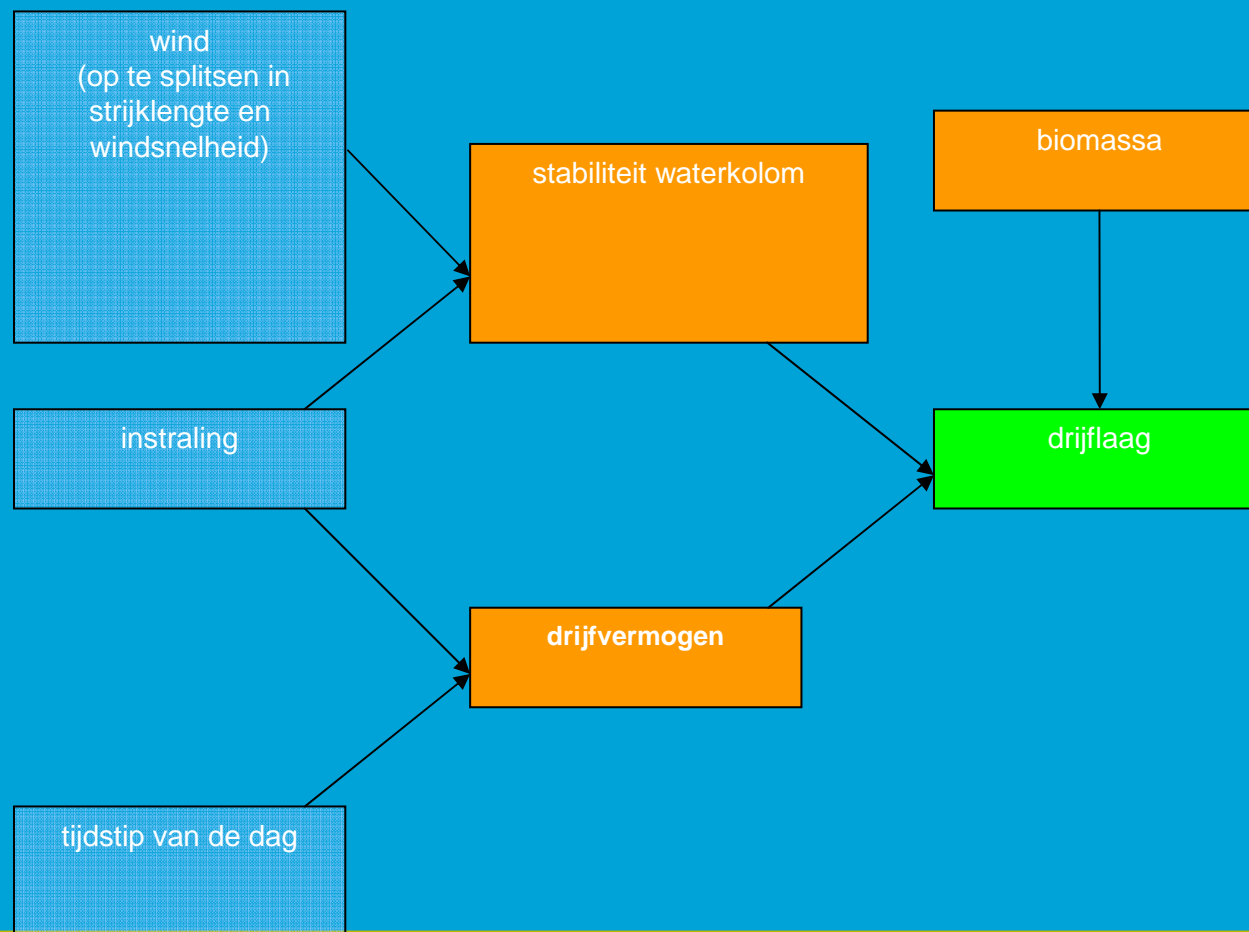 wind
(op te splitsen in
strijklengte en
windsnelheid)
stabiliteit waterkolom
biomassa
instraling
drijflaag
drijfvermogen
tijdstip van de dag